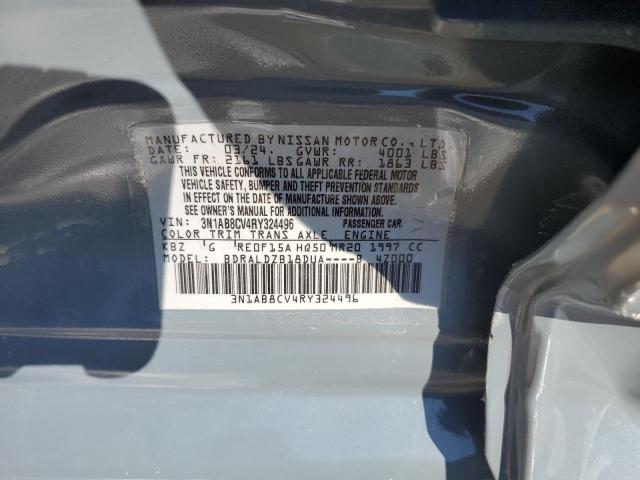 MANUFACTURED BY NISSAN MOTOR CO., LTD.
DATE: 03/24 GVWR: 4001 LBS
GAWR FR: 2161 LBS GAWR RR: 1863 LBS
THIS VEHICLE CONFORMS TO ALL APPLICABLE FEDERAL MOTOR
VEHICLE SAFETY, BUMPER AND THEFT PREVENTION STANDARDS
IN EFFECT ON THE DATE OF MANUFACTURE SHOWN ABOVE.
SEE OWNER'S MANUAL FOR ADDITIONAL INFORMATION.
VIN: 3N1AB8CV4RY324496 PASSENGER CAR.
COLOR TRIM TRANS AXLE ENGINE
KBZ G RE0F15A HQ50 MR20 1997 CC
MODEL: BDRALDZB18DUA----B 4Z000
3N1AB8CV4RY324496